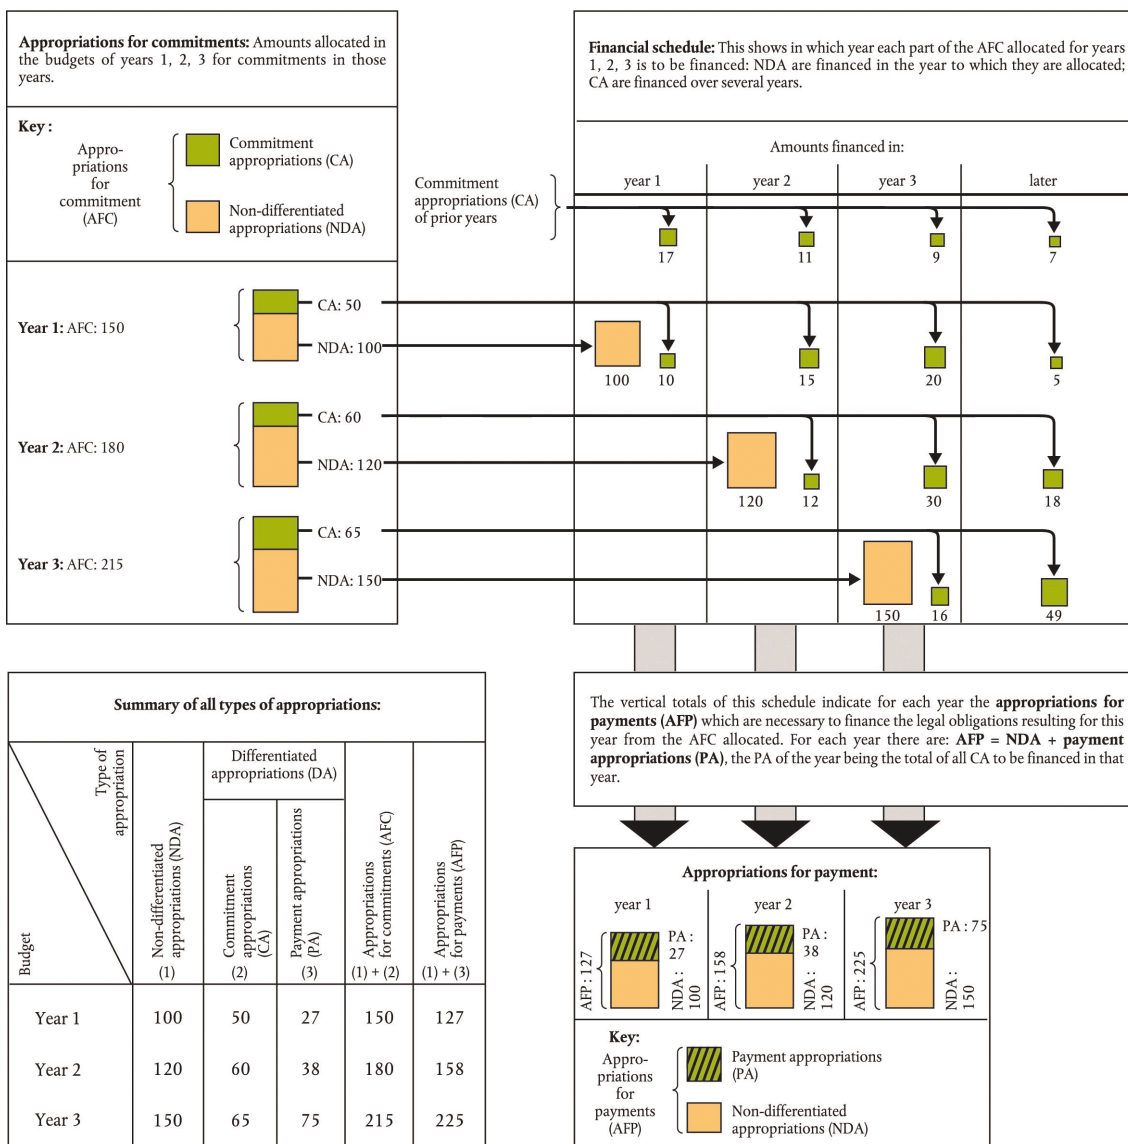 Appropriations for commitments: Amounts allocated in
the budgets of years 1, 2, 3 for commitments in those
years.
Key :
Appro-
priations
for
commitment
(AFC)
Commitment
appropriations (CA)
Non-differentiated
appropriations (NDA)
Year 1: AFC: 150
CA: 50
NDA: 100
Year 2: AFC: 180
CA: 60
NDA: 120
Year 3: AFC: 215
CA: 65
NDA: 150
Financial schedule: This shows in which year each part of the AFC allocated for years
1, 2, 3 is to be financed: NDA are financed in the year to which they are allocated;
CA are financed over several years.
Amounts financed in:
year 1 year 2 year 3 later
Commitment
appropriations (CA)
of prior years
17 11 9 7
100 10 15 20 5
120 12 30 18
150 16 49
The vertical totals of this schedule indicate for each year the appropriations for
payments (AFP) which are necessary to finance the legal obligations resulting for this
year from the AFC allocated. For each year there are: AFP = NDA + payment
appropriations (PA), the PA of the year being the total of all CA to be financed in that
year.
Summary of all types of appropriations:
Type of
appropriation
Budget
Differentiated
appropriations (DA)
Non-differentiated
appropriations (NDA)
(1)
Commitment
appropriations
(CA)
(2)
Payment appropriations
(PA)
(3)
Appropriations
for commitments (AFC)
(1) + (2)
Appropriations
for payments (AFP)
(1) + (3)
Year 1 100 50 27 150 127
Year 2 120 60 38 180 158
Year 3 150 65 75 215 225
Appropriations for payment:
year 1
AFP : 127
PA :
27
NDA :
100
year 2
AFP : 158
PA :
38
NDA :
120
year 3
AFP : 225
PA : 75
NDA :
150
Key:
Appro-
priations
for
payments
(AFP)
Payment appropriations
(PA)
Non-differentiated
appropriations (NDA)